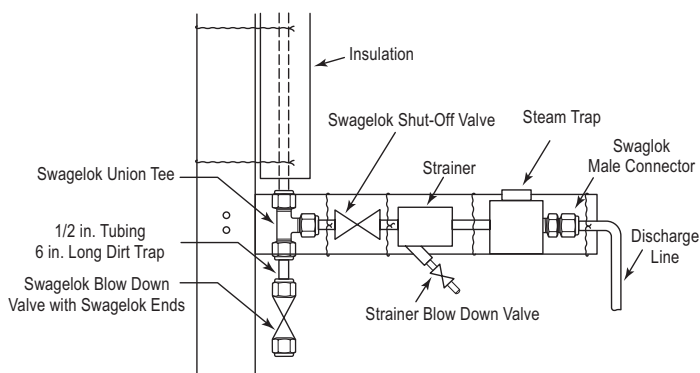 Insulation
Swagelok Shut-Off Valve
Steam Trap
Strainer
Swaglok
Male Connector
Swagelok Union Tee
1/2 in. Tubing
6 in. Long Dirt Trap
Swagelok Blow Down
Valve with Swagelok Ends
Discharge
Line
Strainer Blow Down Valve